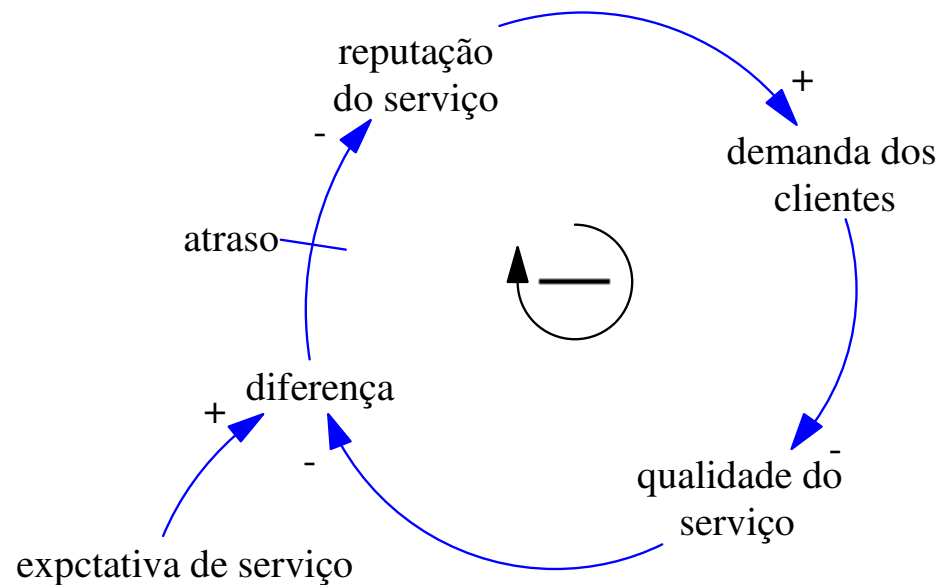 reputação
do serviço
+
-
demanda dos
clientes
atraso
diferença
+
-
-
qualidade do
serviço
expctativa de serviço